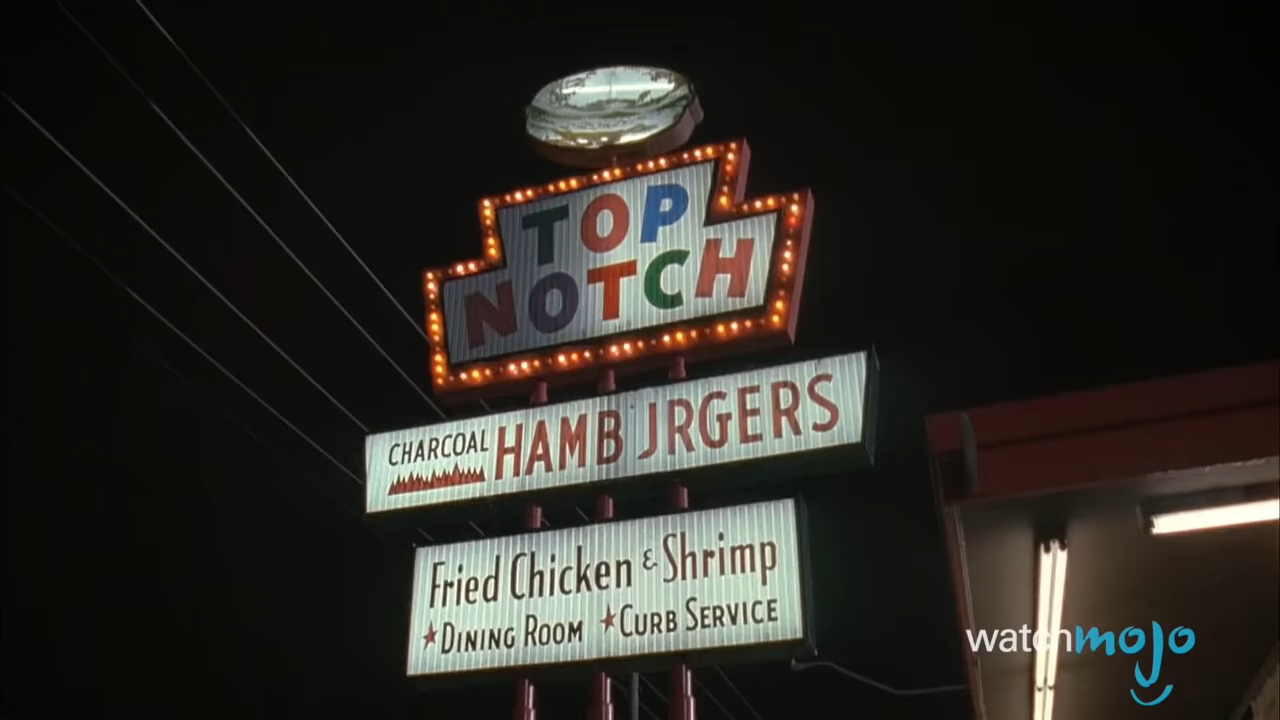 TOP
NOTCH
CHARCOAL HAMB JRGERS
Fried Chicken & Shrimp
★DINING ROOM ★CURB SERVICE
watchmojo